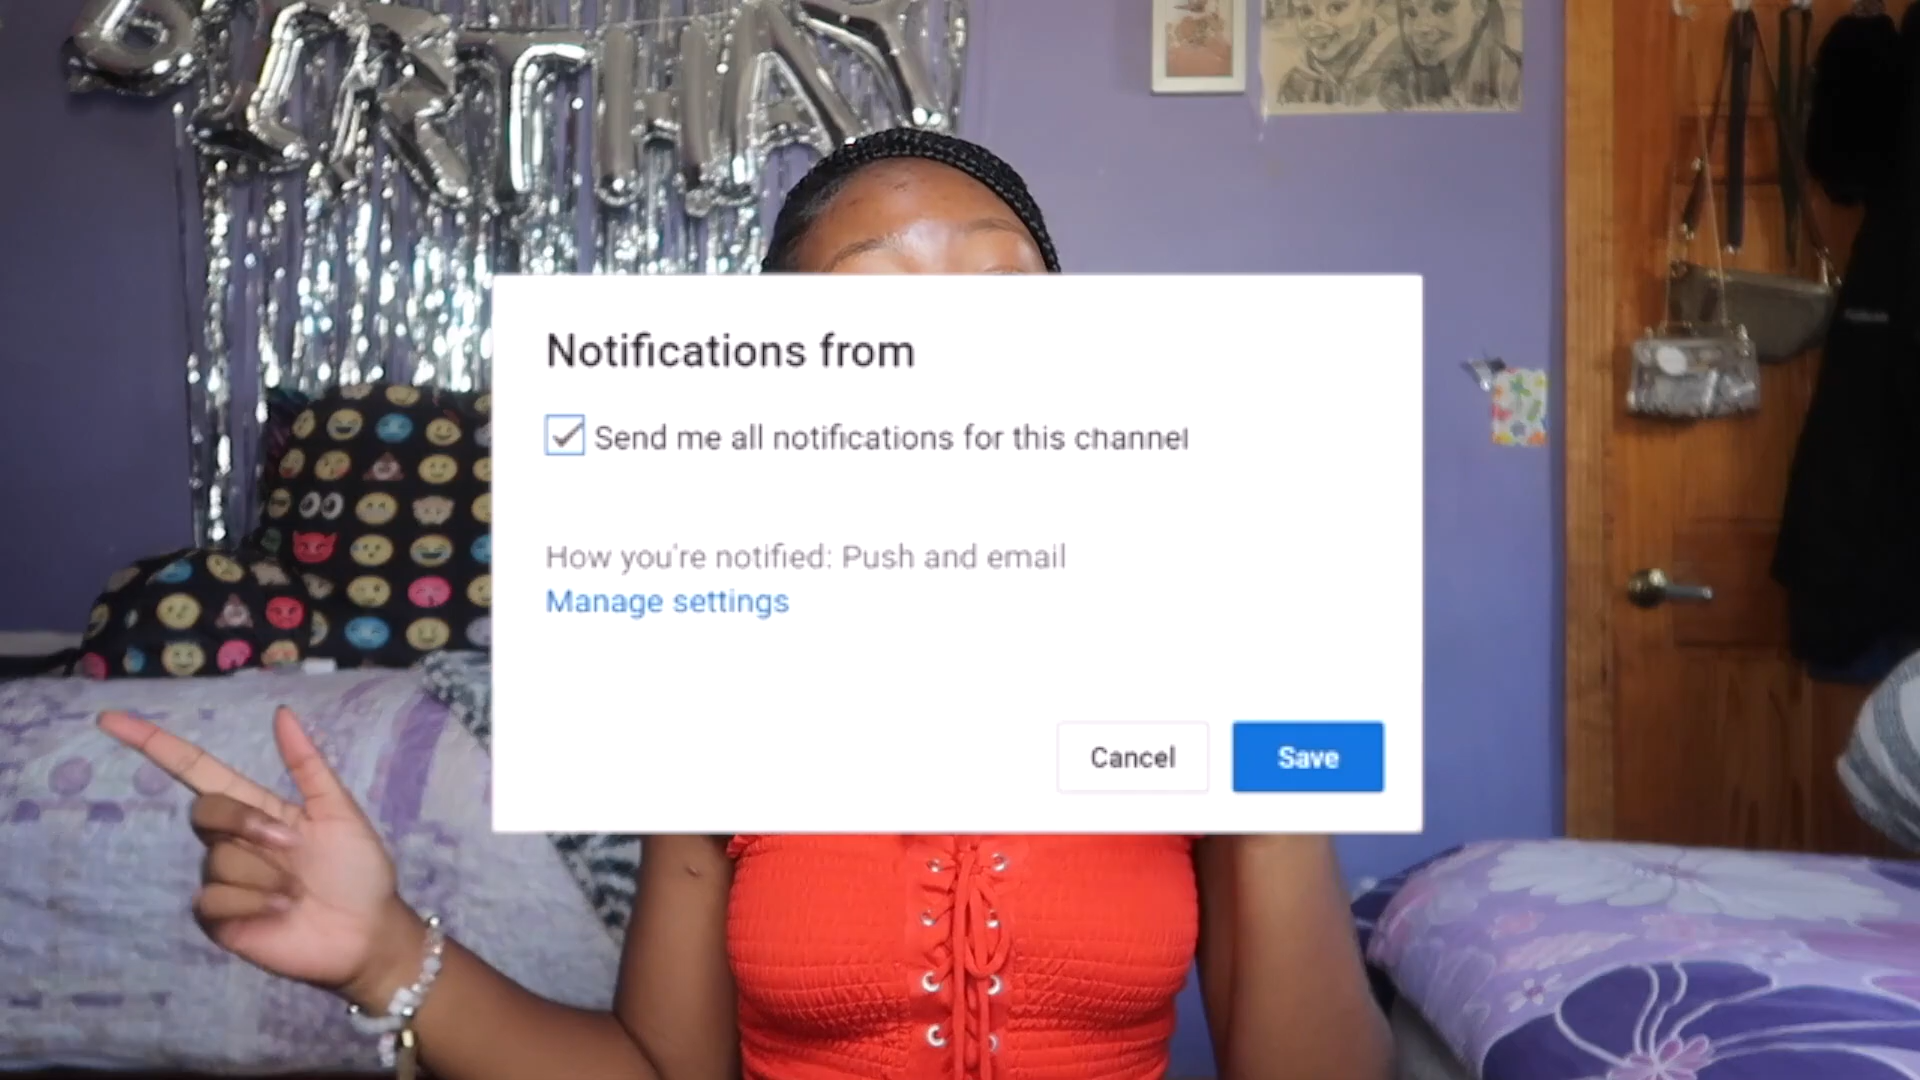 BIRTHAY
Notifications from
Send me all notifications for this channel
How you're notified: Push and email
Manage settings
Cancel
Save